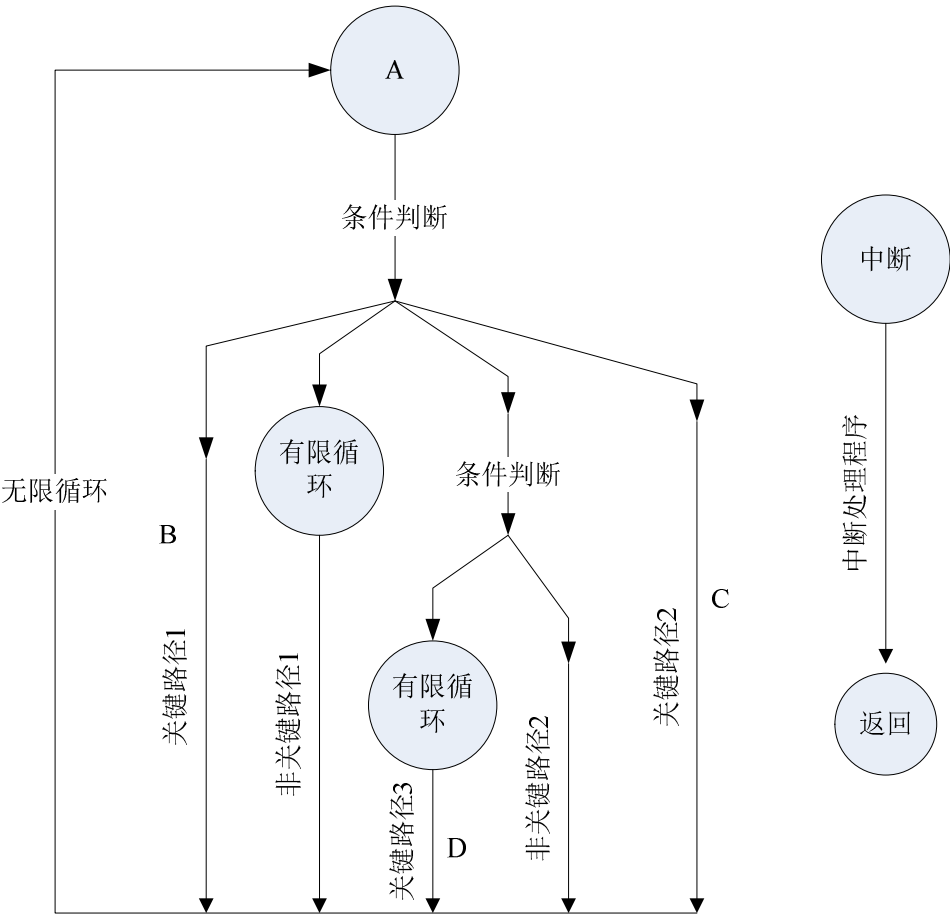 A
条件判断
中断
有限循
环
条件判断
无限循环
B
中断处理程序
C
关键路径1
非关键路径1
有限循
环
关键路径2
返回
非关键路径2
关键路径3
D